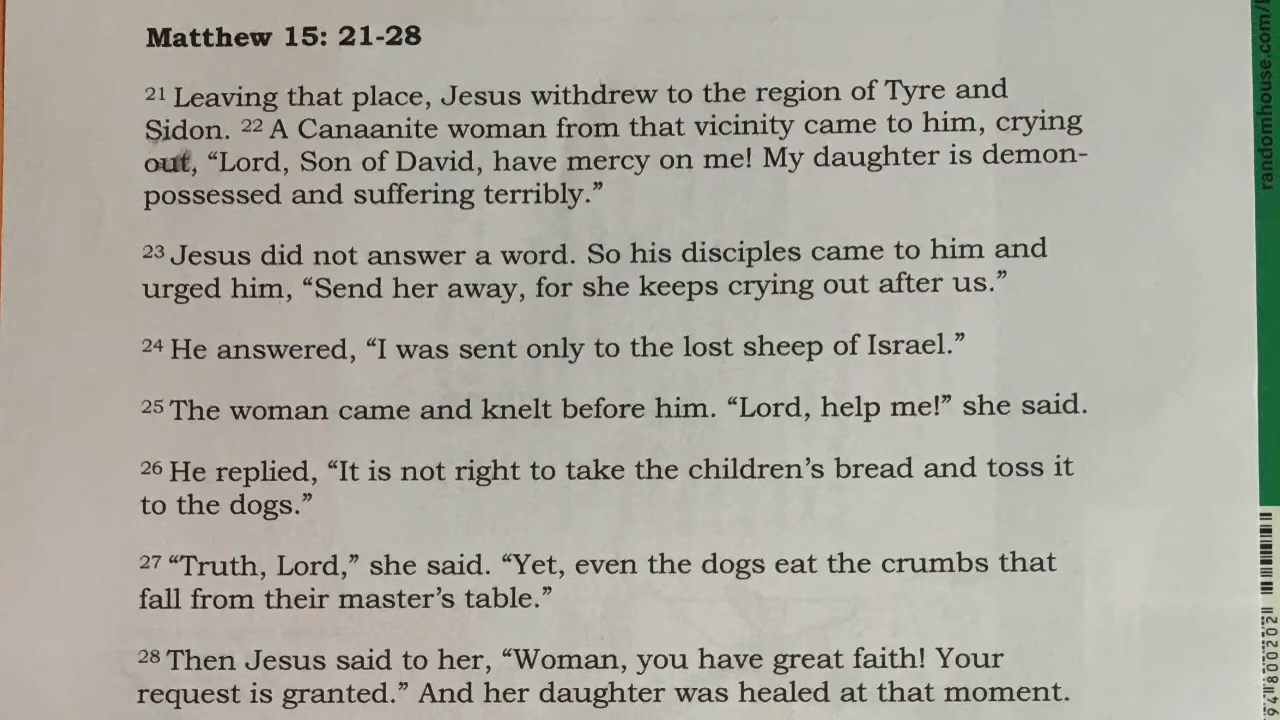 Matthew 15: 21-28
21 Leaving that place, Jesus withdrew to the region of Tyre and
Sidon. 22 A Canaanite woman from that vicinity came to him, crying
out, “Lord, Son of David, have mercy on me! My daughter is demon-
possessed and suffering terribly.”
23 Jesus did not answer a word. So his disciples came to him and
urged him, “Send her away, for she keeps crying out after us.”
24 He answered, “I was sent only to the lost sheep of Israel.”
25 The woman came and knelt before him. “Lord, help me!” she said.
26 He replied, “It is not right to take the children’s bread and toss it
to the dogs.”
27 “Truth, Lord,” she said. “Yet, even the dogs eat the crumbs that
fall from their master’s table.”
28 Then Jesus said to her, “Woman, you have great faith! Your
request is granted.” And her daughter was healed at that moment.
randomhouse.com/